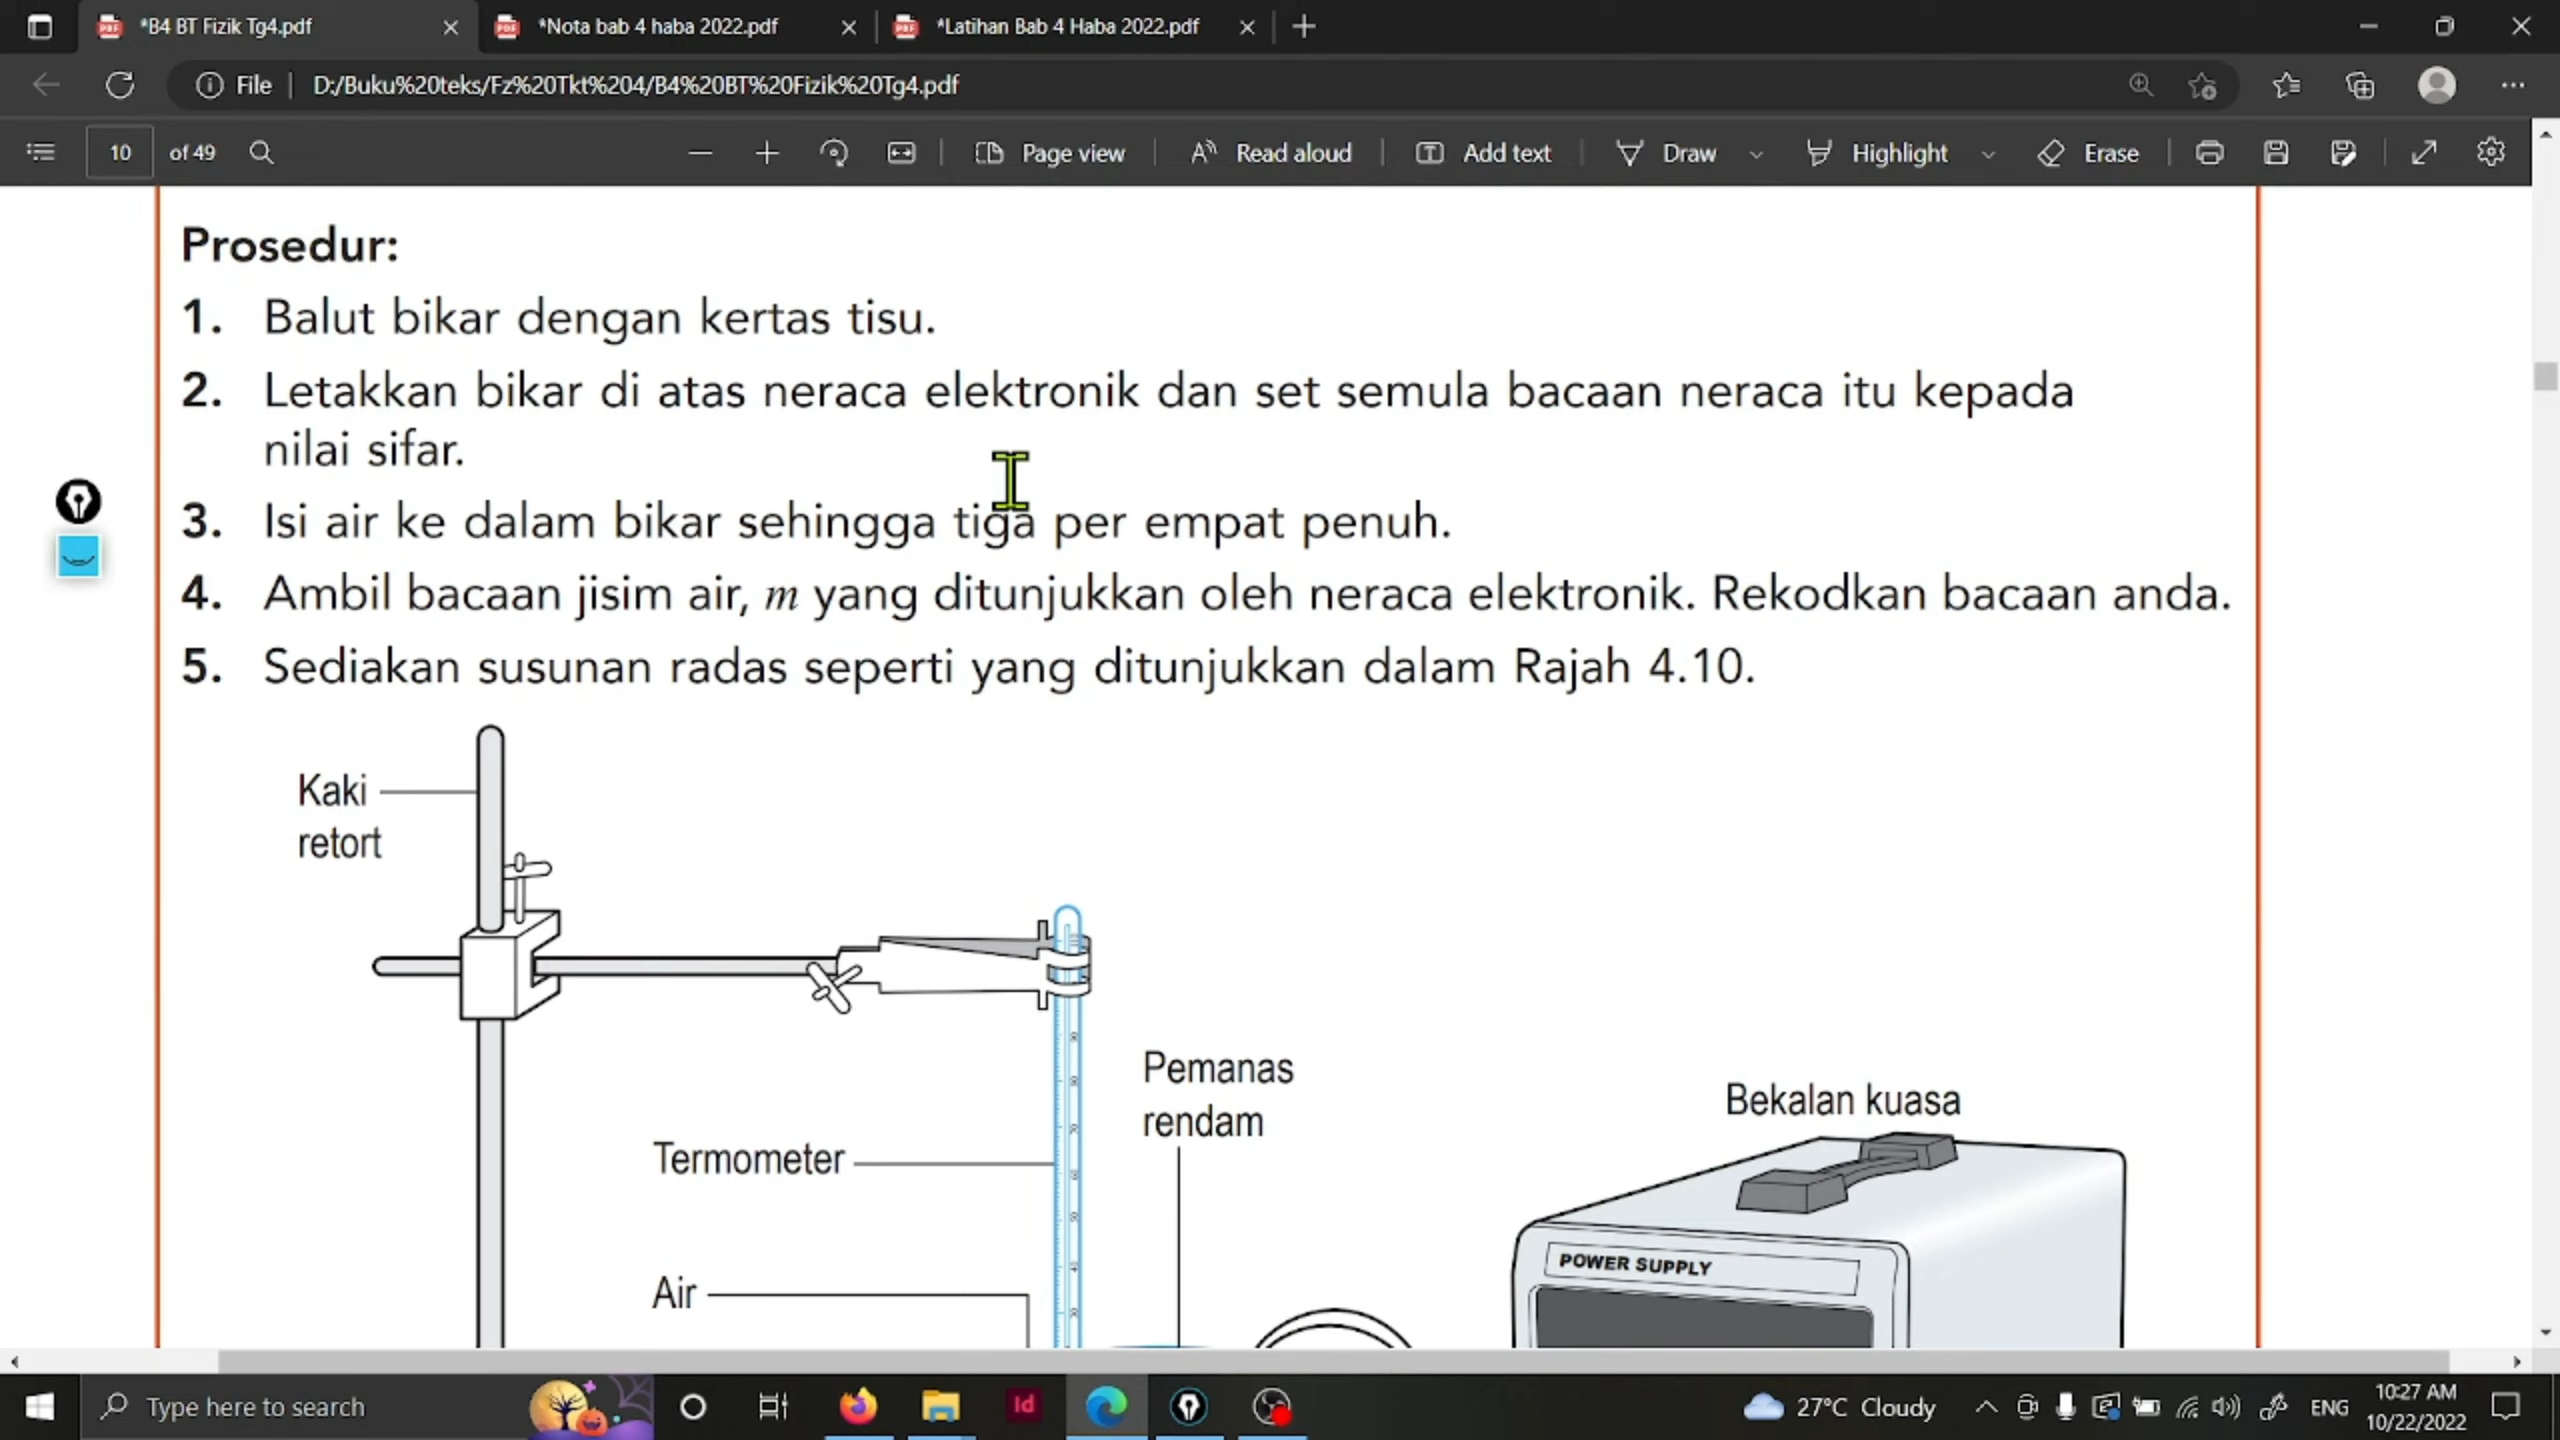 *B4 BT Fizik Tg4.pdf
*Nota bab 4 haba 2022.pdf
*Latihan Bab 4 Haba 2022.pdf
File
D:/Buku%20teks/Fz%20Tkt%204/B4%20BT%20Fizik%20Tg4.pdf
10 of 49
Page view
Read aloud
Add text
Draw
Highlight
Erase
Prosedur:
1. Balut bikar dengan kertas tisu.
2. Letakkan bikar di atas neraca elektronik dan set semula bacaan neraca itu kepada
nilai sifar.
3. Isi air ke dalam bikar sehingga tiga per empat penuh.
4. Ambil bacaan jisim air, m yang ditunjukkan oleh neraca elektronik. Rekodkan bacaan anda.
5. Sediakan susunan radas seperti yang ditunjukkan dalam Rajah 4.10.
Kaki
retort
Pemanas
rendam
Bekalan kuasa
Termometer
POWER SUPPLY
Air
Type here to search
Id
27°C Cloudy
ENG
10:27 AM
10/22/2022